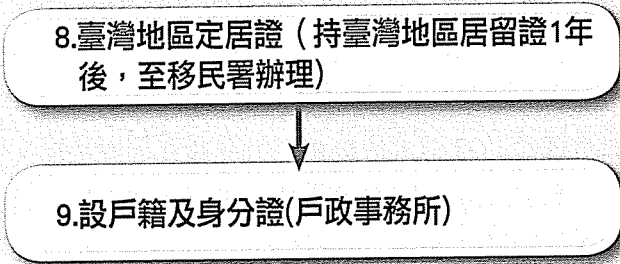 8.臺灣地區定居證（持臺灣地區居留證1年
後，至移民署辦理)
9.設戶籍及身分證(戶政事務所)